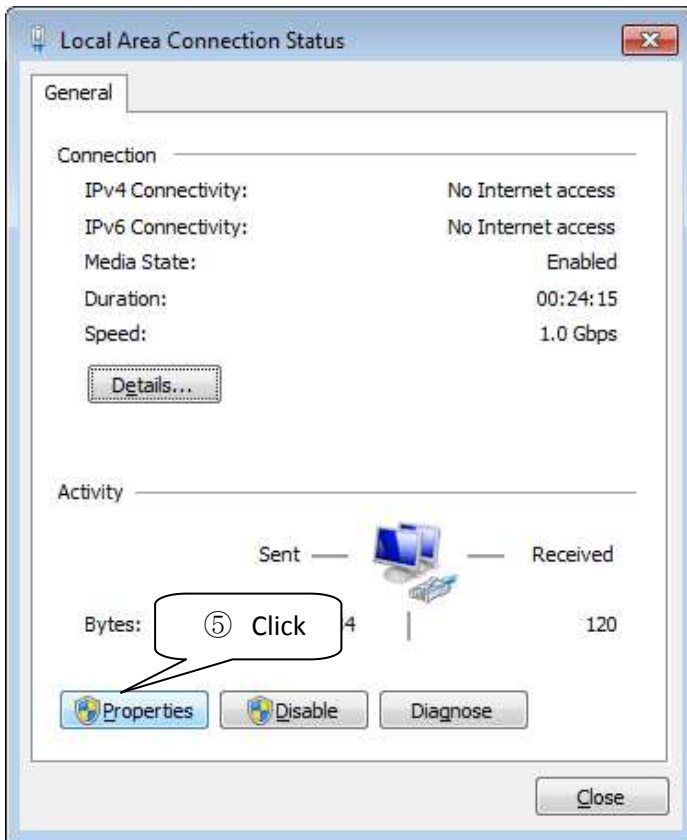 Local Area Connection Status
General
Connection
IPv4 Connectivity: No Internet access
IPv6 Connectivity: No Internet access
Media State: Enabled
Duration: 00:24:15
Speed: 1.0 Gbps
Details...
Activity
Sent Received
Bytes: 4 120
⑤ Click
Properties Disable Diagnose
Close